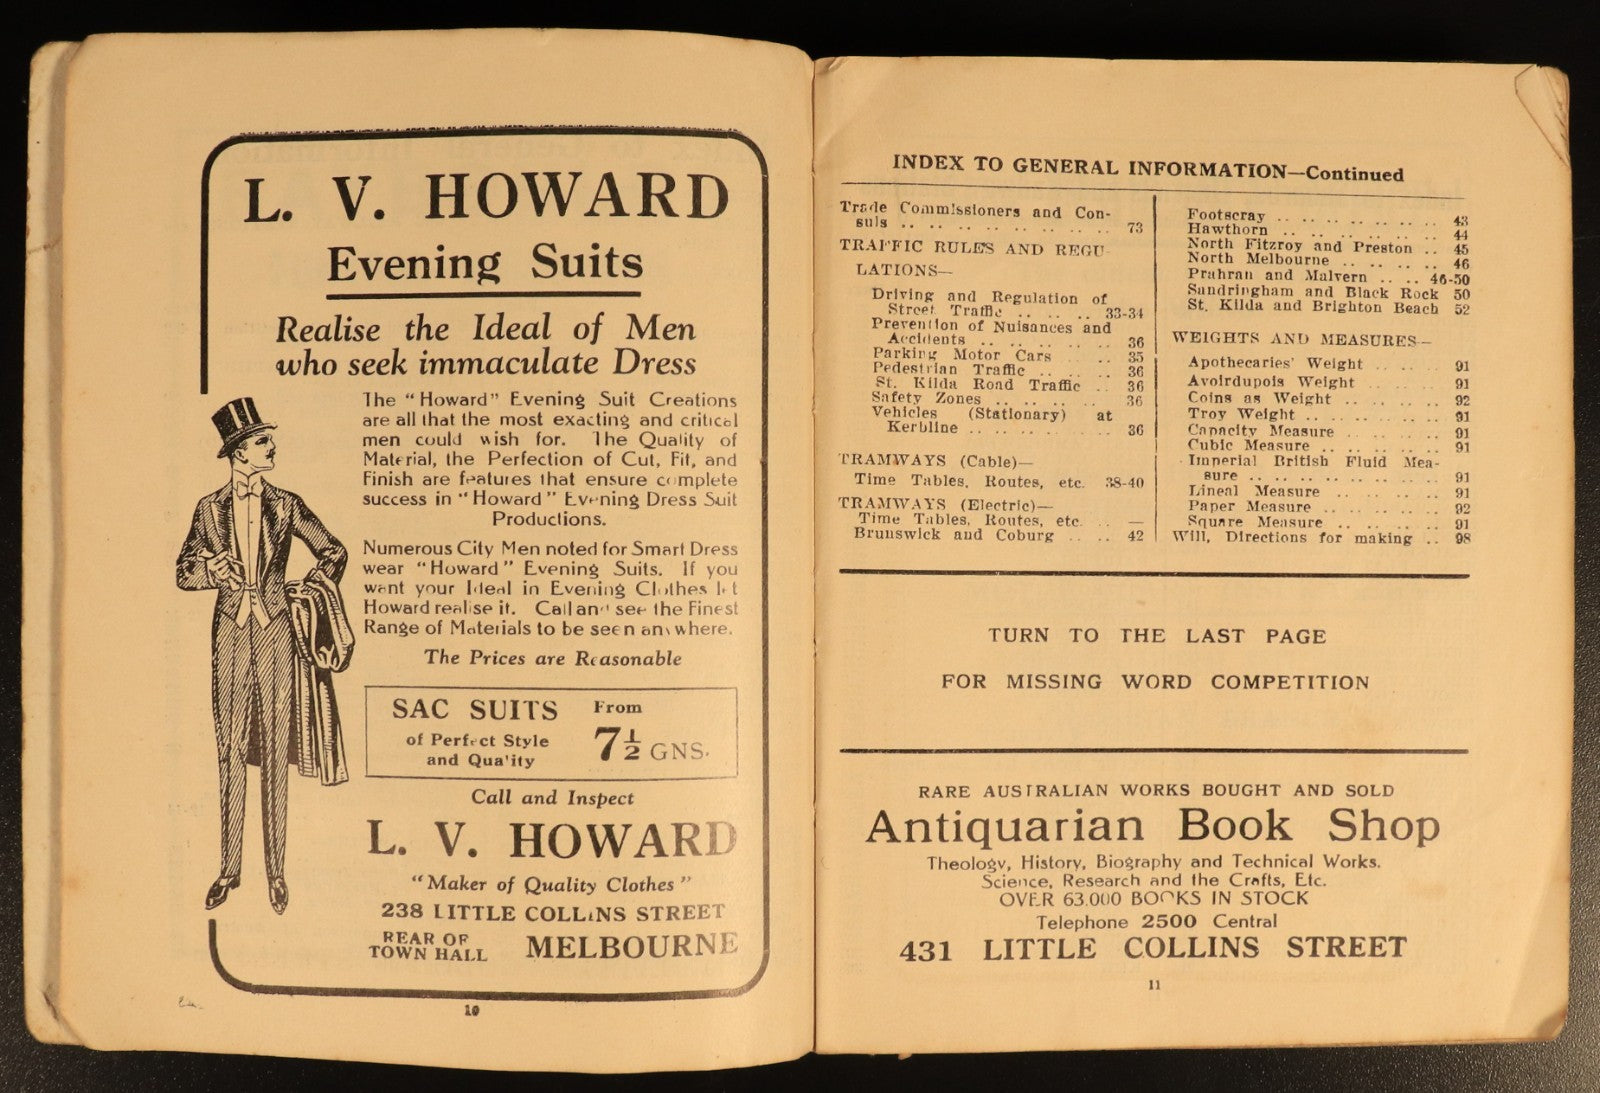 L. V. HOWARD
Evening Suits
Realise the Ideal of Men
who seek immaculate Dress
The "Howard" Evening Suit Creations
are all that the most exacting and critical
men could wish for. The Quality of
Material, the Perfection of Cut, Fit, and
Finish are features that ensure complete
success in "Howard" Evening Dress Suit
Productions.
Numerous City Men noted for Smart Dress
wear "Howard" Evening Suits. If you
want your Ideal in Evening Clothes let
Howard realise it. Call and see the Finest
Range of Materials to be seen anywhere.
The Prices are Reasonable
SAC SUITS From
of Perfect Style
and Quality
7½ GNS.
Call and Inspect
L. V. HOWARD
"Maker of Quality Clothes"
238 LITTLE COLLINS STREET
REAR OF
TOWN HALL
MELBOURNE
10
INDEX TO GENERAL INFORMATION—Continued
Trade Commissioners and Con-
suls .. .. .. .. .. .. .. .. .. 73
TRAFFIC RULES AND REGU-
LATIONS—
Driving and Regulation of
Street Traffic .. .. .. .. 33-34
Prevention of Nuisances and
Accidents .. .. .. .. .. .. 36
Parking Motor Cars .. .. 35
Pedestrian Traffic .. .. .. 36
St. Kilda Road Traffic .. 36
Safety Zones .. .. .. .. .. 36
Vehicles (Stationary) at
Kerbline .. .. .. .. .. .. 36
TRAMWAYS (Cable)—
Time Tables, Routes, etc. 38-40
TRAMWAYS (Electric)—
Time Tables, Routes, etc. .. —
Brunswick and Coburg .. .. 42
Footscray .. .. .. .. .. .. .. 43
Hawthorn .. .. .. .. .. .. .. 44
North Fitzroy and Preston .. 45
North Melbourne .. .. .. .. 46
Prahran and Malvern .. .. 46-50
Sandringham and Black Rock 50
St. Kilda and Brighton Beach 52
WEIGHTS AND MEASURES—
Apothecaries' Weight .. .. .. 91
Avoirdupois Weight .. .. .. 91
Coins as Weight .. .. .. .. 92
Troy Weight .. .. .. .. .. .. 91
Capacity Measure .. .. .. .. 91
Cubic Measure .. .. .. .. .. 91
Imperial British Fluid Mea-
sure .. .. .. .. .. .. .. .. 91
Lineal Measure .. .. .. .. 91
Paper Measure .. .. .. .. .. 92
Square Measure .. .. .. .. 91
Will, Directions for making .. 98
TURN TO THE LAST PAGE
FOR MISSING WORD COMPETITION
RARE AUSTRALIAN WORKS BOUGHT AND SOLD
Antiquarian Book Shop
Theology, History, Biography and Technical Works.
Science, Research and the Crafts, Etc.
OVER 63.000 BOOKS IN STOCK
Telephone 2500 Central
431 LITTLE COLLINS STREET
11